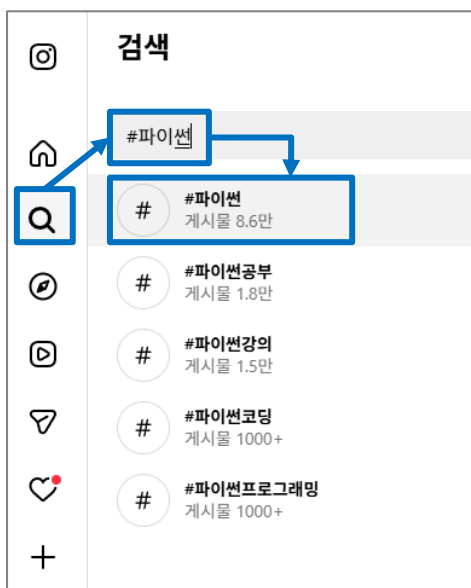 검색
#파이썬
#
#파이썬
게시물 8.6만
#
#파이썬공부
게시물 1.8만
#
#파이썬강의
게시물 1.5만
#
#파이썬코딩
게시물 1000+
#
#파이썬프로그래밍
게시물 1000+